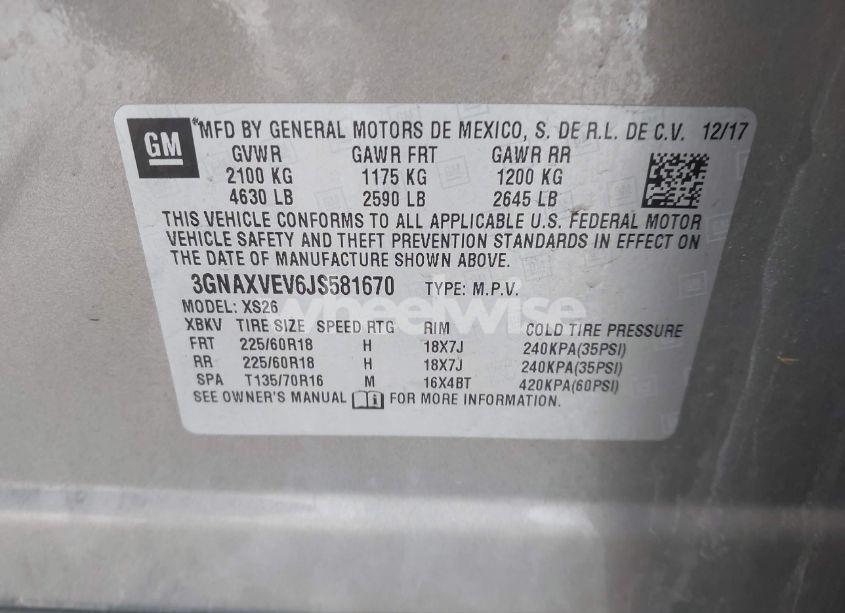 GM *MFD BY GENERAL MOTORS DE MEXICO, S. DE R.L. DE C.V. 12/17
GVWR GAWR FRT GAWR RR
2100 KG 1175 KG 1200 KG
4630 LB 2590 LB 2645 LB
THIS VEHICLE CONFORMS TO ALL APPLICABLE U.S. FEDERAL MOTOR
VEHICLE SAFETY AND THEFT PREVENTION STANDARDS IN EFFECT ON
THE DATE OF MANUFACTURE SHOWN ABOVE.
3GNAXVEV6JS581670 TYPE: M.P.V.
MODEL: XS26
wheelwise
XBKV TIRE SIZE SPEED RTG RIM COLD TIRE PRESSURE
FRT 225/60R18 H 18X7J 240KPA(35PSI)
RR 225/60R18 H 18X7J 240KPA(35PSI)
SPA T135/70R16 M 16X4BT 420KPA(60PSI)
SEE OWNER'S MANUAL FOR MORE INFORMATION.